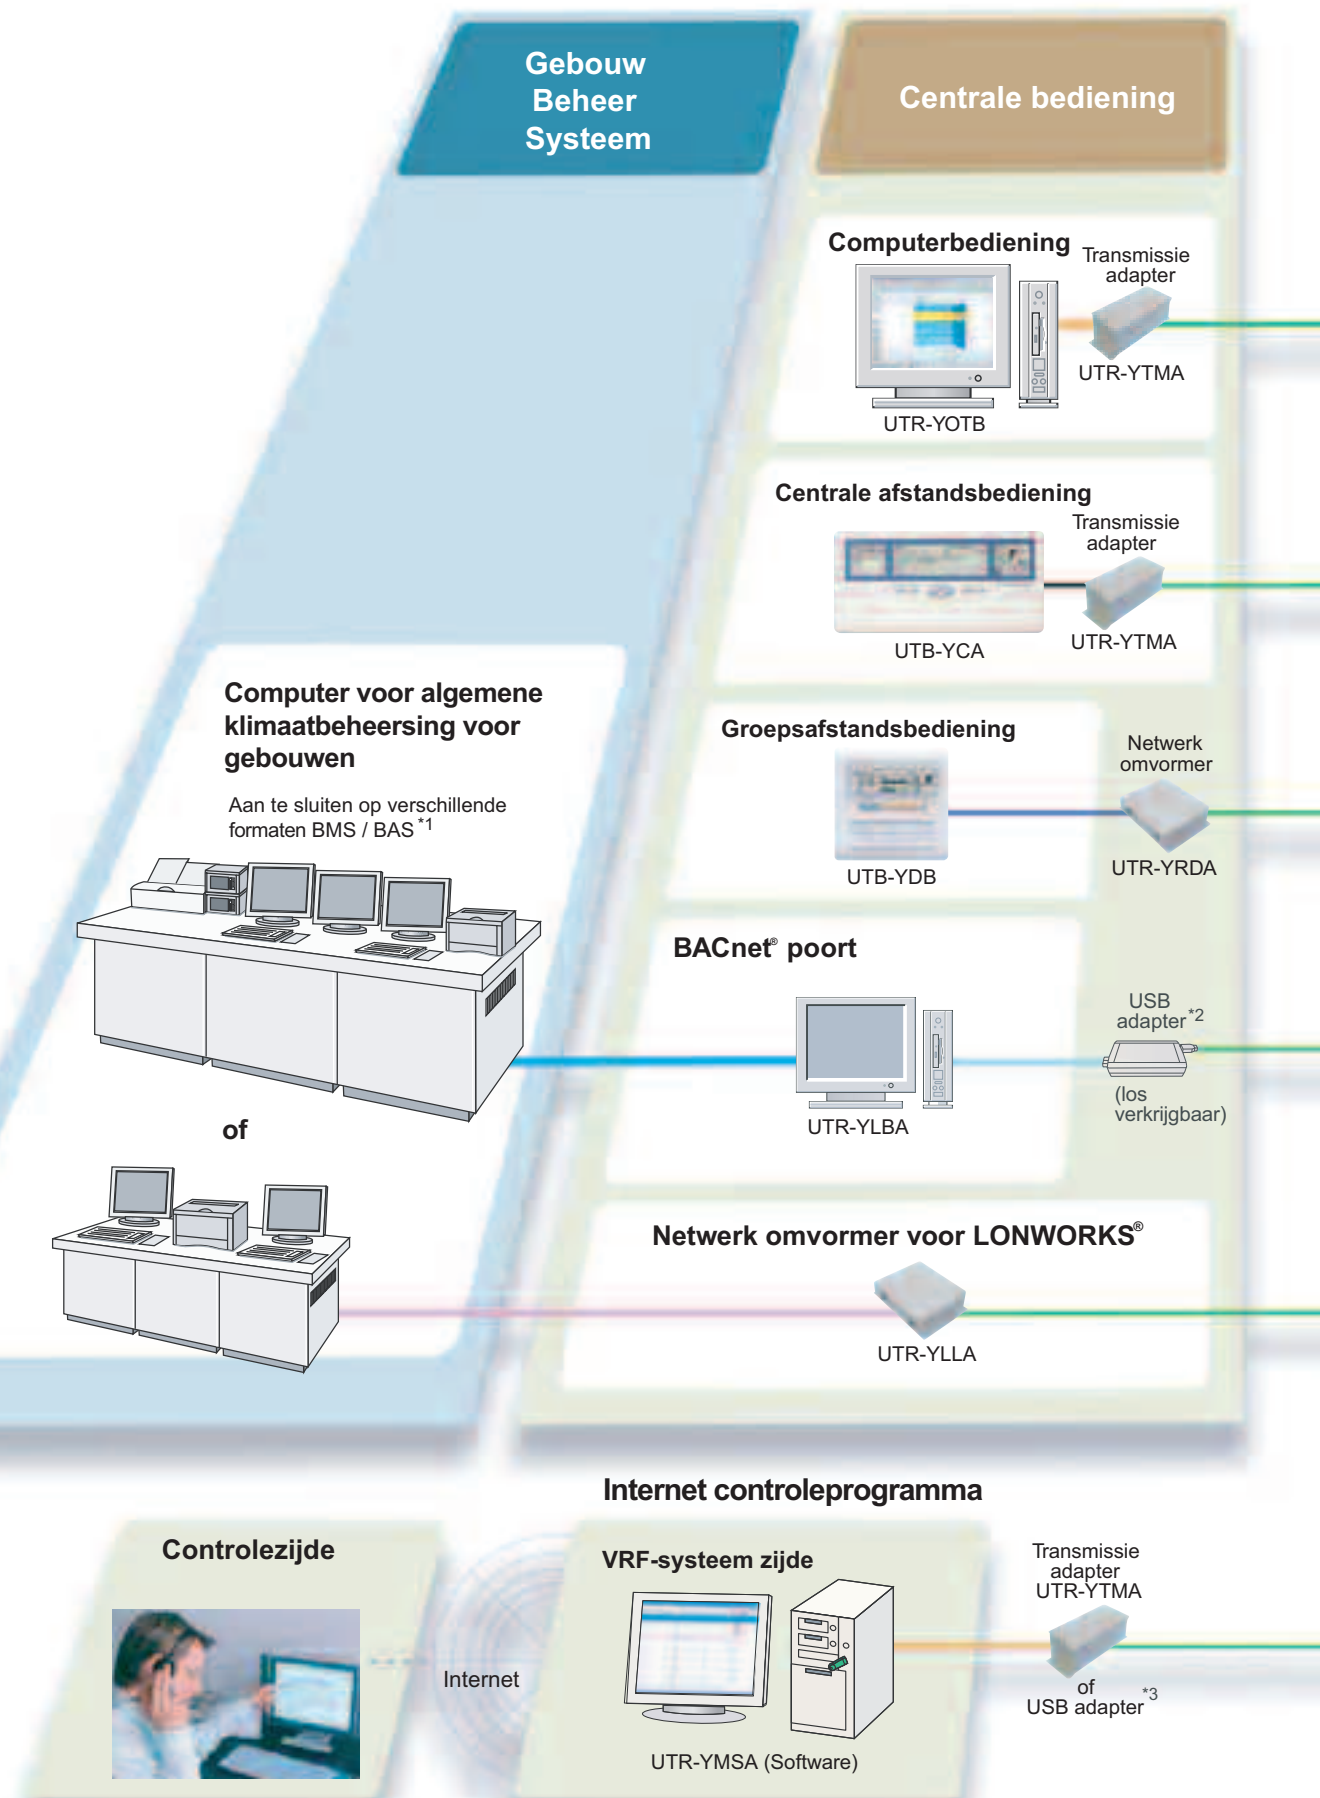 Gebouw
Beheer
Systeem
Centrale bediening
Computerbediening
Transmissie
adapter
UTR-YTMA
UTR-YOTB
Centrale afstandsbediening
Transmissie
adapter
UTR-YTMA
UTB-YCA
Computer voor algemene
klimaatbeheersing voor
gebouwen
Aan te sluiten op verschillende
formaten BMS / BAS *1
Groepsafstandsbediening
Netwerk
omvormer
UTB-YDB
UTR-YRDA
BACnet® poort
USB
adapter *2
(los
verkrijgbaar)
UTR-YLBA
of
Netwerk omvormer voor LONWORKS®
UTR-YLLA
Internet controleprogramma
Controlezijde
VRF-systeem zijde
Transmissie
adapter
UTR-YTMA
of
USB adapter *3
Internet
UTR-YMSA (Software)